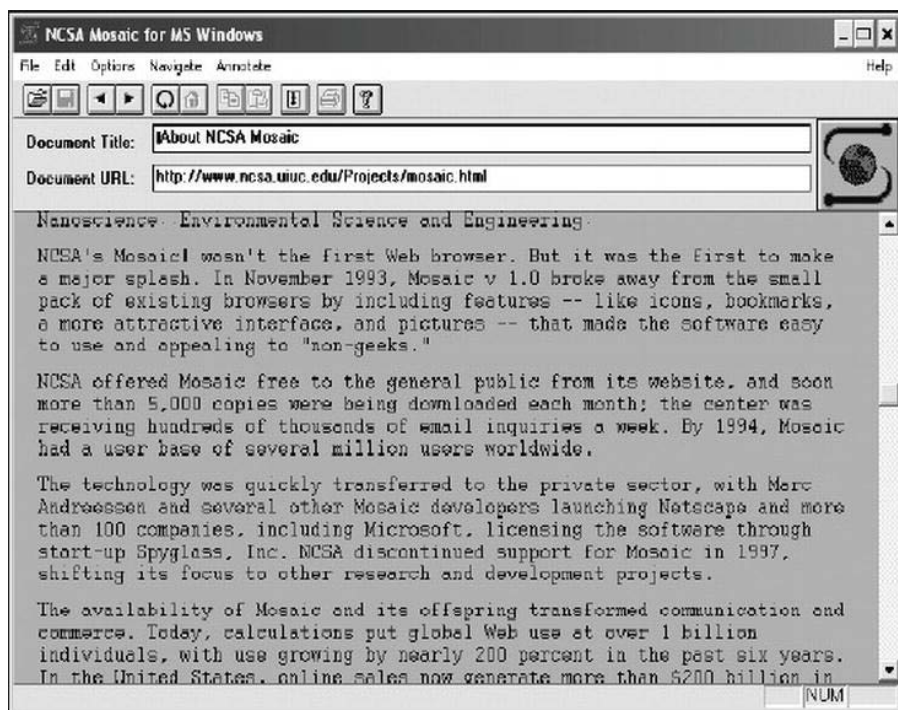 NCSA Mosaic for MS Windows
File Edit Options Navigate Annotate Help
Document Title: About NCSA Mosaic
Document URL: http://www.ncsa.uiuc.edu/Projects/mosaic.html
Nanoscience. Environmental Science and Engineering.
NCSA's Mosaic wasn't the first Web browser. But it was the first to make
a major splash. In November 1993, Mosaic v 1.0 broke away from the small
pack of existing browsers by including features -- like icons, bookmarks,
a more attractive interface, and pictures -- that made the software easy
to use and appealing to "non-geeks."
NCSA offered Mosaic free to the general public from its website, and soon
more than 5,000 copies were being downloaded each month; the center was
receiving hundreds of thousands of email inquiries a week. By 1994, Mosaic
had a user base of several million users worldwide.
The technology was quickly transferred to the private sector, with Marc
Andreessen and several other Mosaic developers launching Netscape and more
than 100 companies, including Microsoft, licensing the software through
start-up Spyglass, Inc. NCSA discontinued support for Mosaic in 1997,
shifting its focus to other research and development projects.
The availability of Mosaic and its offspring transformed communication and
commerce. Today, calculations put global Web use at over 1 billion
individuals, with use growing by nearly 200 percent in the past six years.
In the United States, online sales now generate more than $200 billion in
NUM